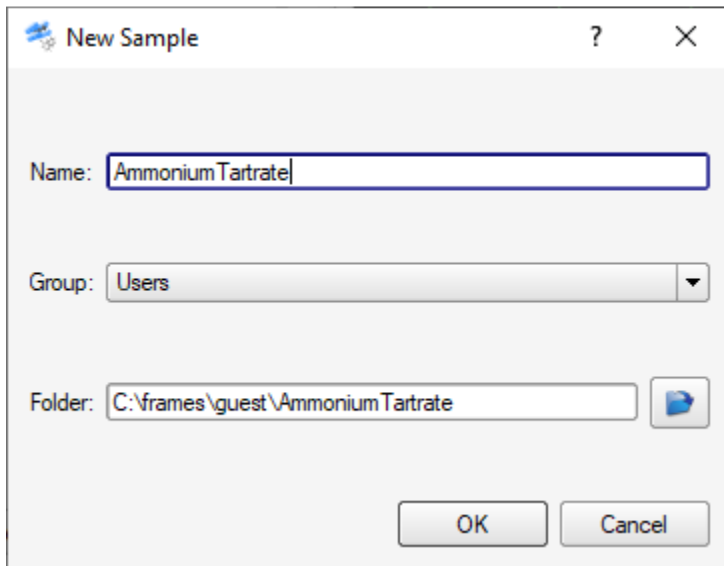 New Sample ?
Name: AmmoniumTartrate
Group: Users
Folder: C:\frames\guest\AmmoniumTartrate
OK Cancel